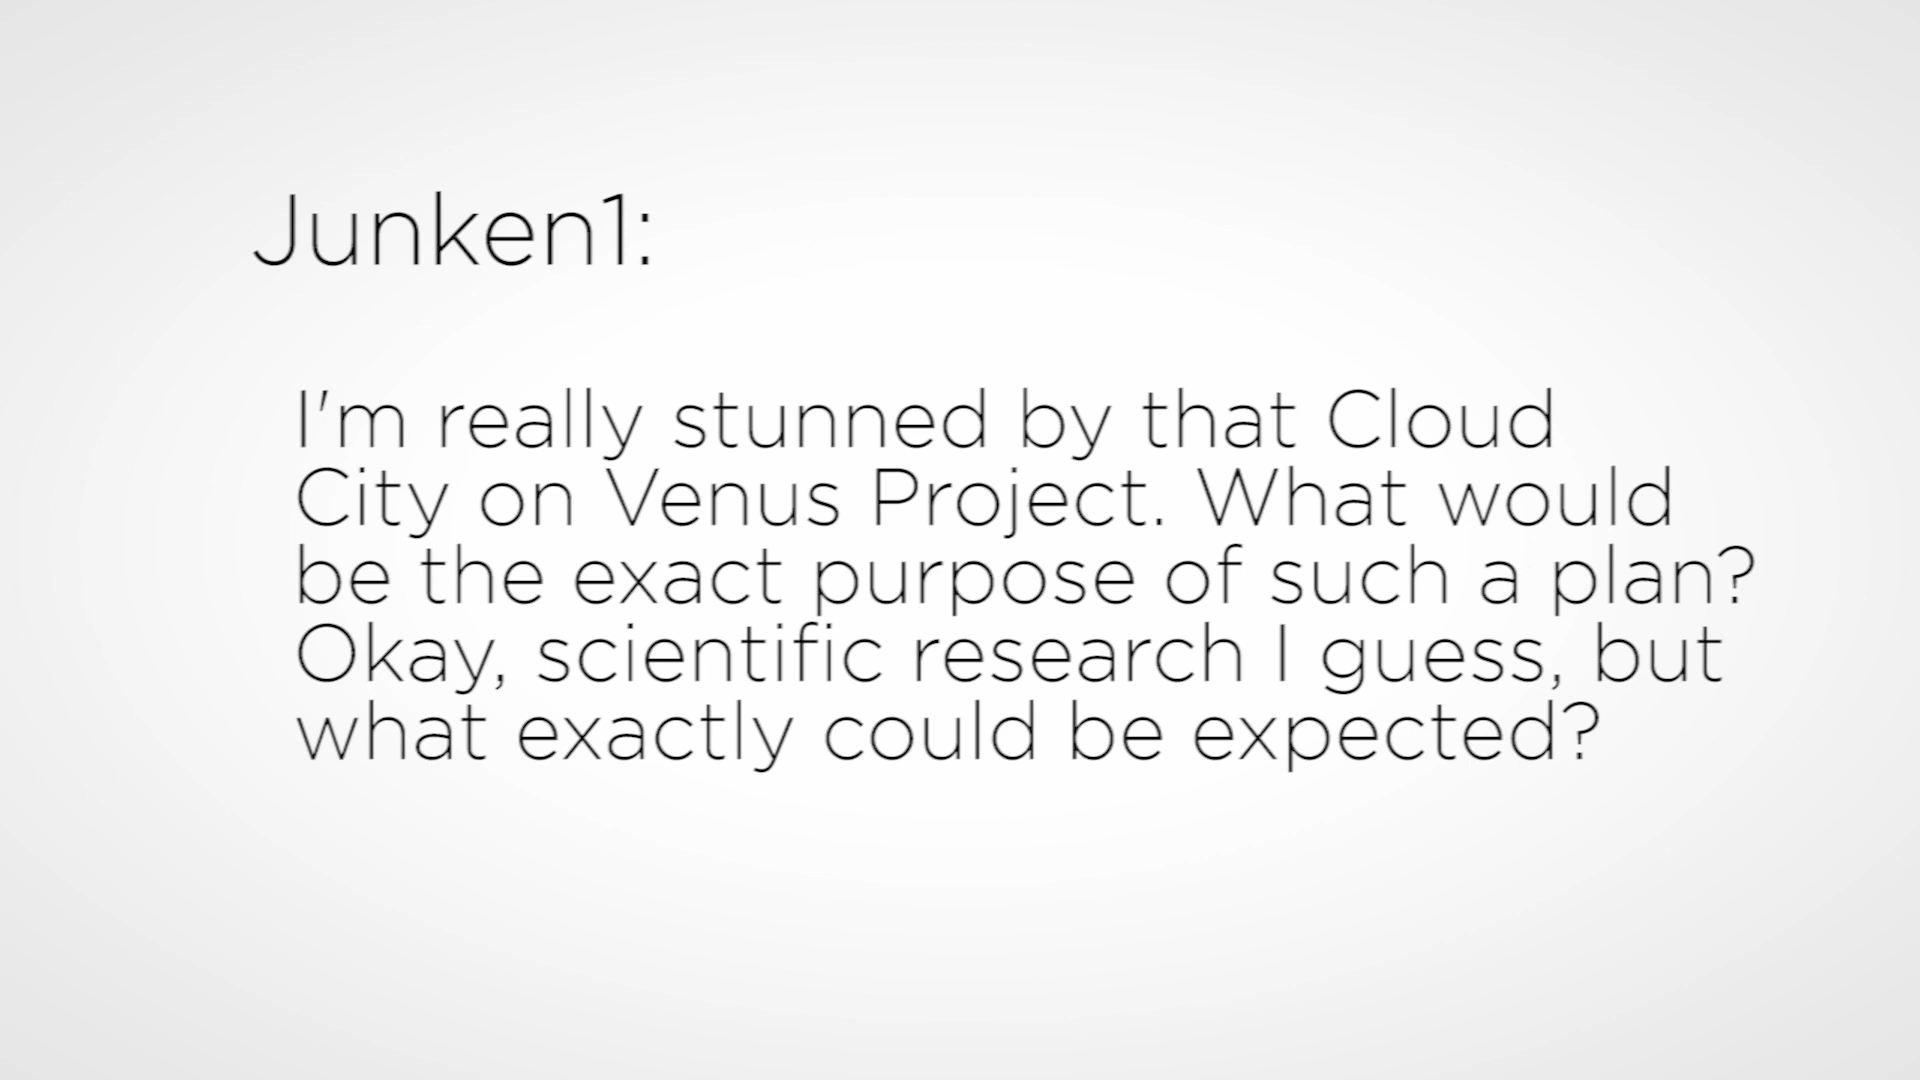 Junken1:
I'm really stunned by that Cloud
City on Venus Project. What would
be the exact purpose of such a plan?
Okay, scientific research I guess, but
what exactly could be expected?